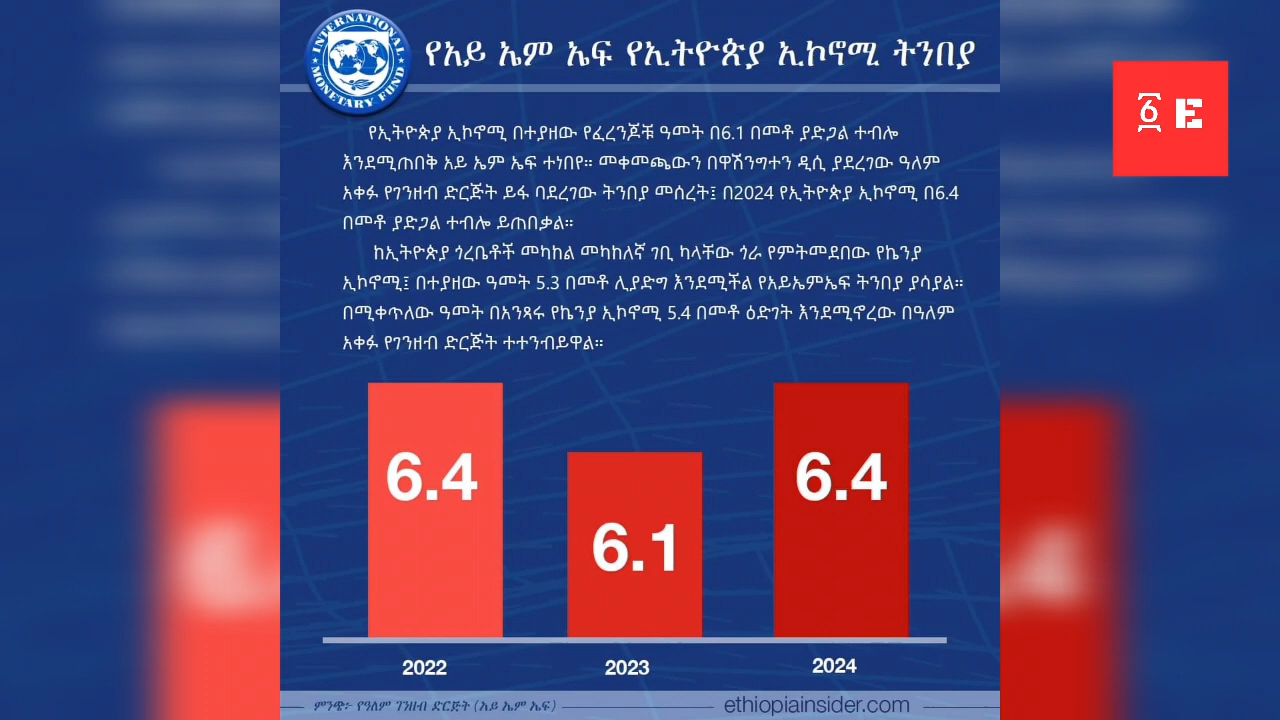 INTERNATIONAL MONETARY FUND
የአይ ኤም ኤፍ የኢትዮጵያ ኢኮኖሚ ትንበያ
፩ E
የኢትዮጵያ ኢኮኖሚ በተያዘው የፈረንጆቹ ዓመት በ6.1 በመቶ ያድጋል ተብሎ
እንደሚጠበቅ አይ ኤም ኤፍ ተነበየ። መቀመጫውን በዋሽንግተን ዲሲ ያደረገው ዓለም
አቀፉ የገንዘብ ድርጅት ይፋ ባደረገው ትንበያ መሰረት፤ በ2024 የኢትዮጵያ ኢኮኖሚ በ6.4
በመቶ ያድጋል ተብሎ ይጠበቃል።
ከኢትዮጵያ ጎረቤቶች መካከል መካከለኛ ገቢ ካላቸው ጎራ የምትመደበው የኬንያ
ኢኮኖሚ፤ በተያዘው ዓመት 5.3 በመቶ ሊያድግ እንደሚችል የአይኤምኤፍ ትንበያ ያሳያል።
በሚቀጥለው ዓመት በአንጻሩ የኬንያ ኢኮኖሚ 5.4 በመቶ ዕድገት እንደሚኖረው በዓለም
አቀፉ የገንዘብ ድርጅት ተተንብይዋል።
6.4
6.1
6.4
2022
2023
2024
ምንጭ፦ የዓለም ገንዘብ ድርጅት (አይ ኤም ኤፍ)
ethiopiainsider.com